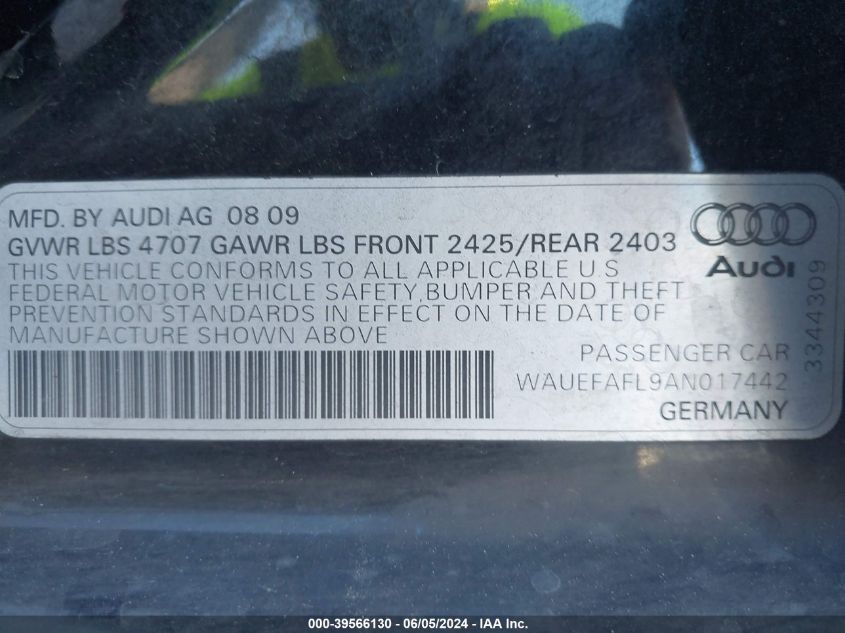 MFD. BY AUDI AG 08 09
GVWR LBS 4707 GAWR LBS FRONT 2425/REAR 2403
THIS VEHICLE CONFORMS TO ALL APPLICABLE U S
FEDERAL MOTOR VEHICLE SAFETY, BUMPER AND THEFT
PREVENTION STANDARDS IN EFFECT ON THE DATE OF
MANUFACTURE SHOWN ABOVE
Audi
3344309
PASSENGER CAR
WAUEFAFL9AN017442
GERMANY
000-39566130 - 06/05/2024 - IAA Inc.